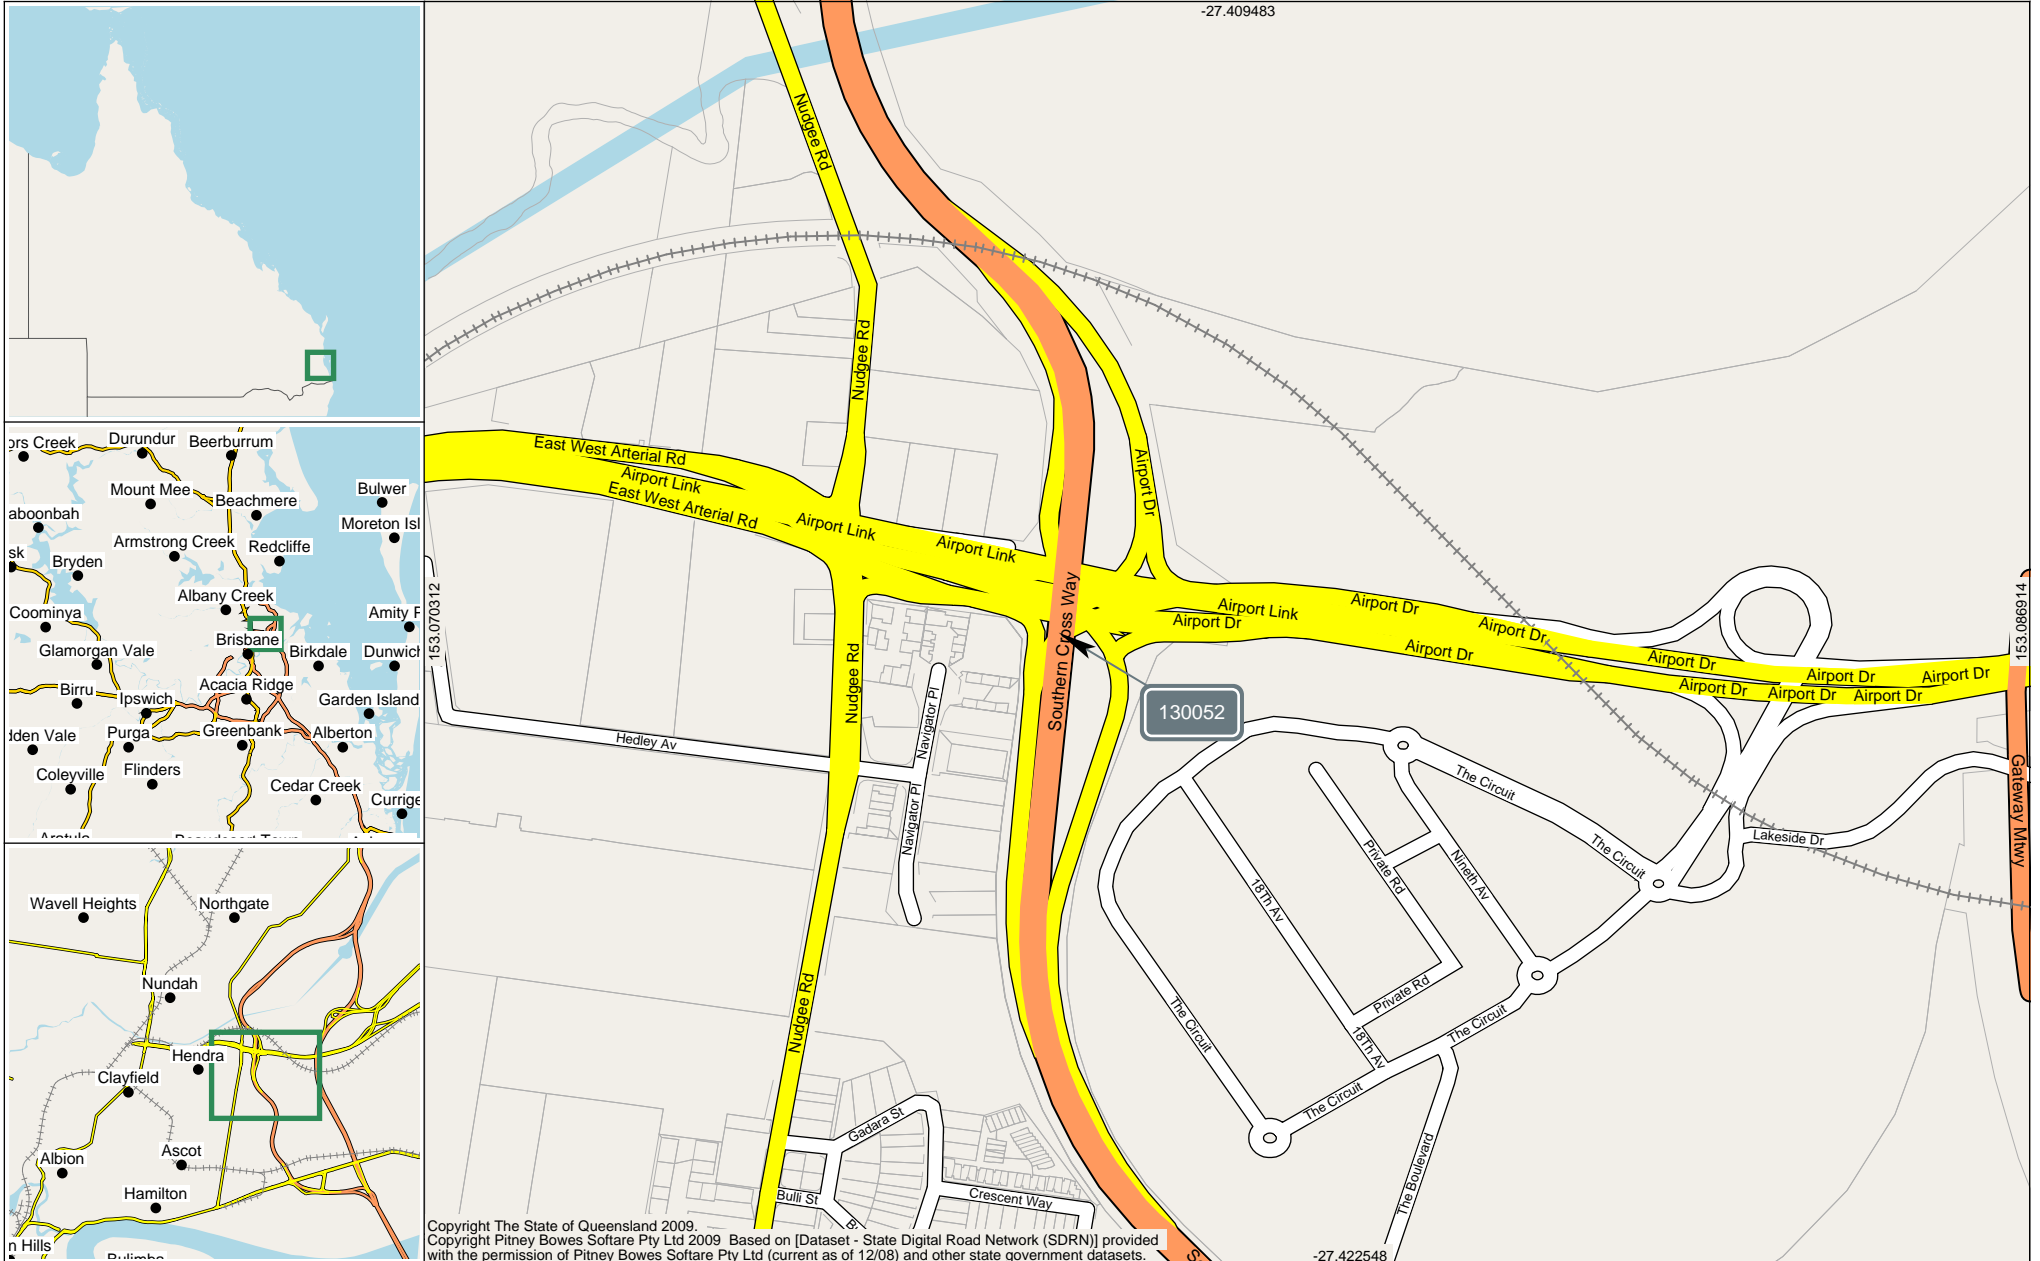 ors Creek
Durundur
Beerburrum
Mount Mee
Beachmere
Bulwer
aboonbah
Moreton Isl
Armstrong Creek
Redcliffe
sk
Bryden
Albany Creek
Coominya
Amity P
Brisbane
Glamorgan Vale
Birkdale
Dunwich
Birru
Ipswich
Acacia Ridge
Garden Island
dden Vale
Purga
Greenbank
Alberton
Coleyville
Flinders
Cedar Creek
Currige
Wavell Heights
Northgate
Nundah
Hendra
Clayfield
Albion
Ascot
Hamilton
n Hills
-27.409483
153.070312
153.086914
-27.422548
Nudgee Rd
Nudgee Rd
East West Arterial Rd
Airport Link
East West Arterial Rd
Airport Link
Airport Link
Airport Dr
Southern Cross Way
Airport Link
Airport Dr
Airport Dr
Airport Dr
Airport Dr
Airport Dr
Airport Dr
Airport Dr
Airport Dr
Airport Dr
Airport Dr
Nudgee Rd
Navigator Pl
130052
Hedley Av
Navigator Pl
The Circuit
Gateway Mtwy
Lakeside Dr
The Circuit
Private Rd
Nineth Av
18Th Av
Nudgee Rd
The Circuit
Private Rd
The Circuit
18Th Av
The Circuit
Gadara St
The Boulevard
Bulli St
Crescent Way
Copyright The State of Queensland 2009.
Copyright Pitney Bowes Softare Pty Ltd 2009 Based on [Dataset - State Digital Road Network (SDRN)] provided
with the permission of Pitney Bowes Softare Pty Ltd (current as of 12/08) and other state government datasets.